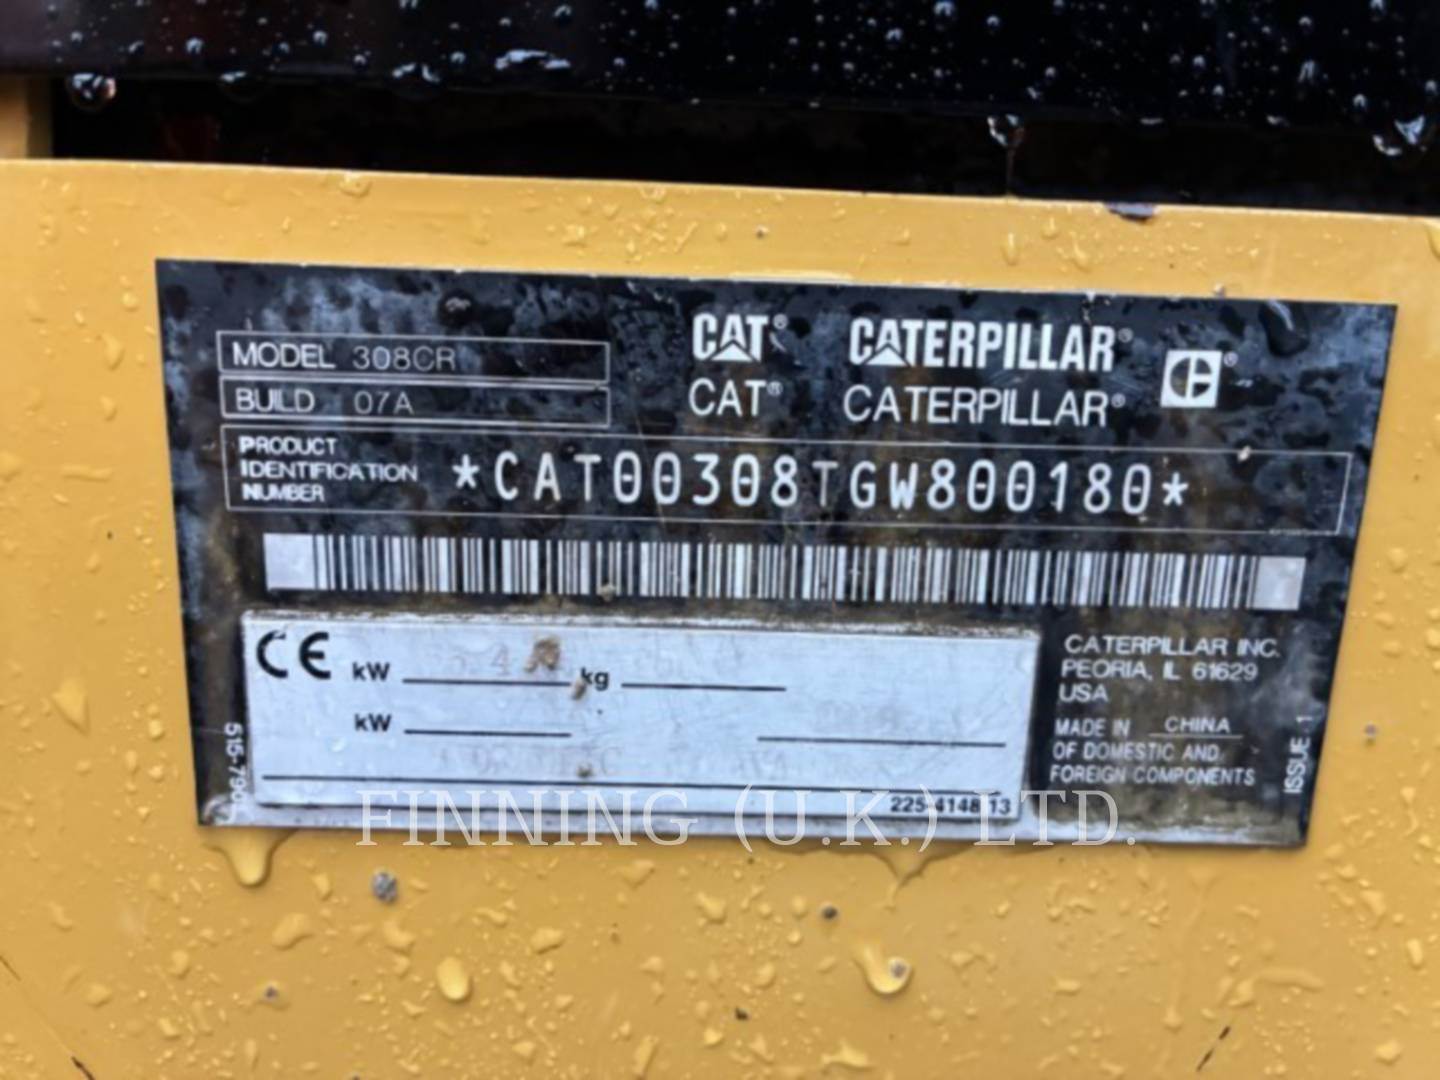 CAT® CATERPILLAR®
CAT® CATERPILLAR®
MODEL 308CR
BUILD 07A
PRODUCT
IDENTIFICATION
NUMBER
*CAT00308TGW800180*
CE kW kg
kW
225-4148 13
CATERPILLAR INC.
PEORIA, IL 61629
USA
MADE IN CHINA
OF DOMESTIC AND
FOREIGN COMPONENTS
ISSUE 1
FINNING (U.K.) LTD.